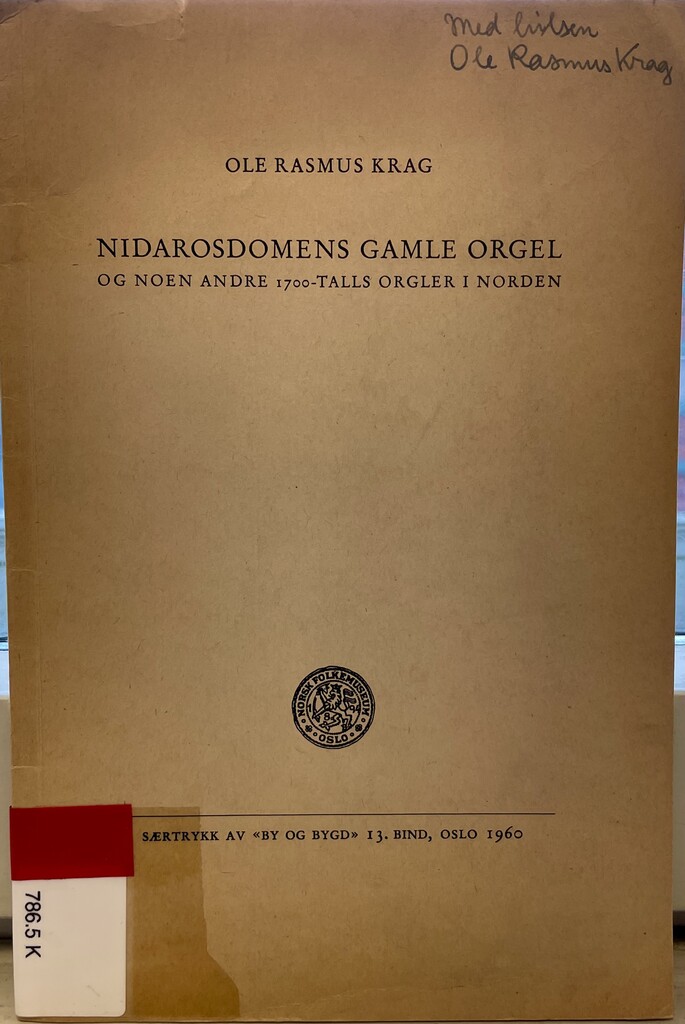 Med hilsen
Ole Rasmus Krag
OLE RASMUS KRAG
NIDAROSDOMENS GAMLE ORGEL
OG NOEN ANDRE 1700-TALLS ORGLER I NORDEN
NORSK FOLKEMUSEUM
1894
OSLO
SÆRTRYKK AV «BY OG BYGD» 13. BIND, OSLO 1960
786.5 K